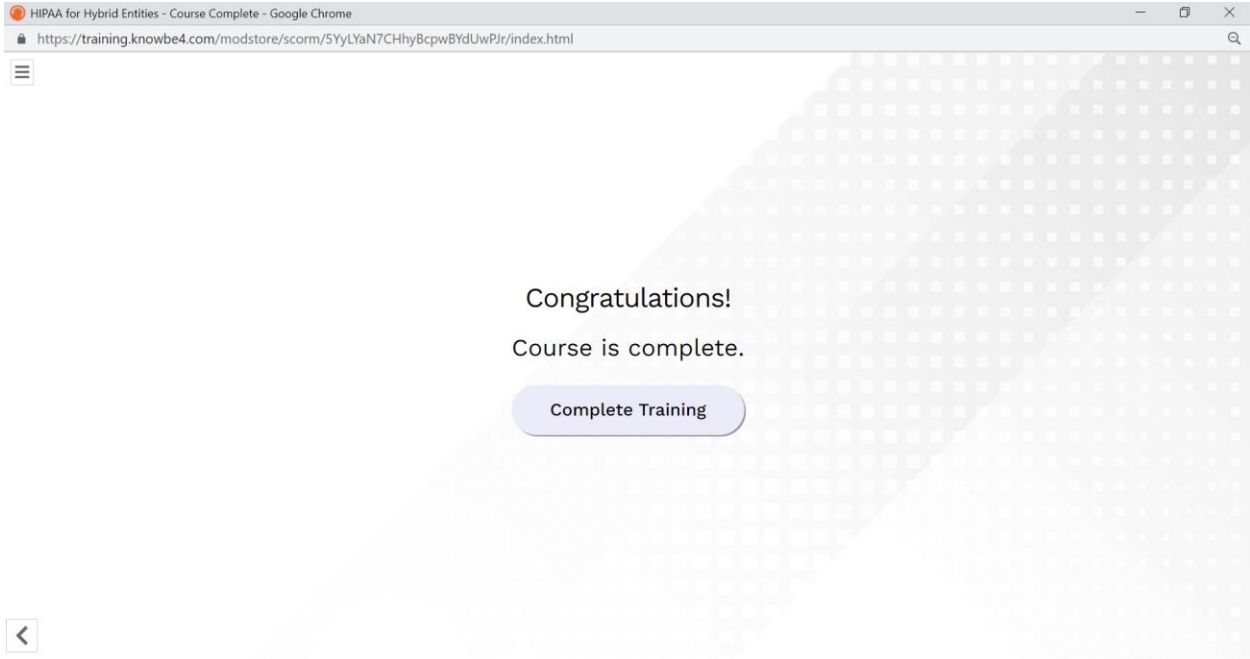 HIPAA for Hybrid Entities - Course Complete - Google Chrome
https://training.knowbe4.com/modstore/scorm/5YyLYaN7CHhyBcpwBYdUwPJr/index.html
Congratulations!
Course is complete.
Complete Training